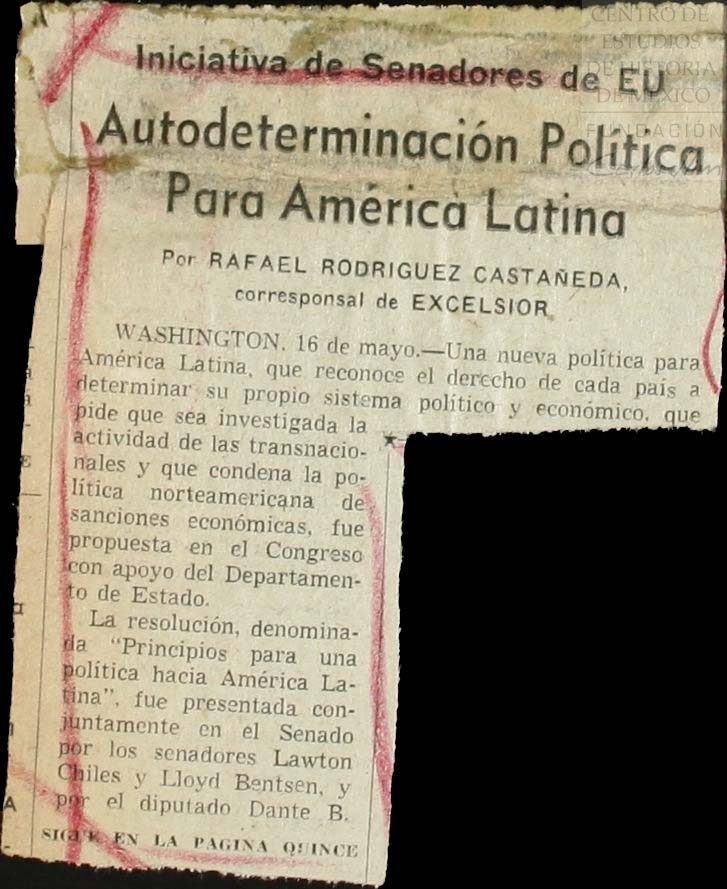 CENTRO DE
ESTUDIOS
DE HISTORIA
DE MEXICO
FUNDACIÓN
Iniciativa de Senadores de EU
Autodeterminación Política
Para América Latina
Por RAFAEL RODRIGUEZ CASTAÑEDA,
corresponsal de EXCELSIOR
WASHINGTON, 16 de mayo.—Una nueva política para
América Latina, que reconoce el derecho de cada país a
determinar su propio sistema político y económico, que
pide que sea investigada la
actividad de las transnacio-
nales y que condena la po-
lítica norteamericana de
sanciones económicas, fue
propuesta en el Congreso
con apoyo del Departamen-
to de Estado.
La resolución, denomina-
da "Principios para una
política hacia América La-
tina", fue presentada con-
juntamente en el Senado
por los senadores Lawton
Chiles y Lloyd Bentsen, y
por el diputado Dante B.
SIGUE EN LA PAGINA QUINCE